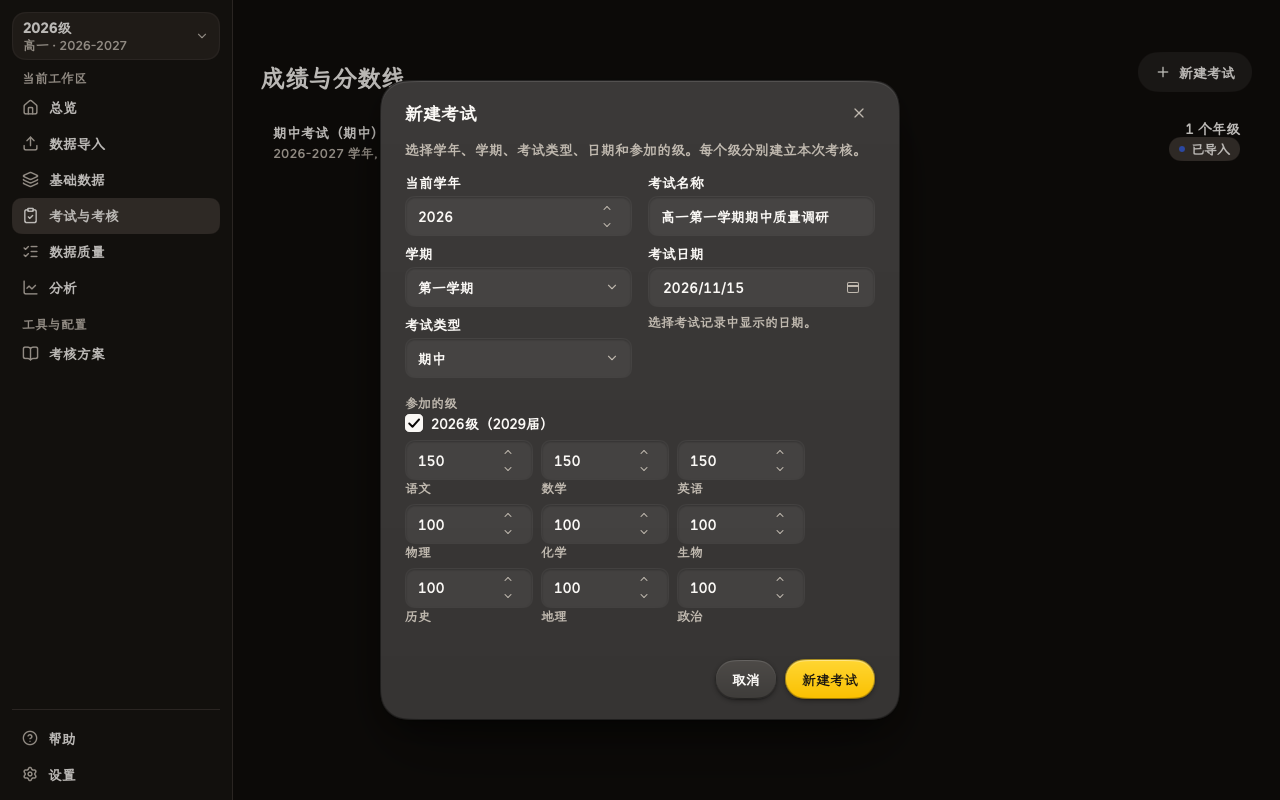 2026级
高一 · 2026-2027
当前工作区
总览
数据导入
基础数据
考试与考核
数据质量
分析
工具与配置
考核方案
帮助
设置
成绩与分数线
新建考试
期中考试（期中）
2026-2027 学年,
1 个年级
已导入
新建考试
选择学年、学期、考试类型、日期和参加的级。每个级分别建立本次考核。
当前学年
2026
考试名称
高一第一学期期中质量调研
学期
第一学期
考试日期
2026/11/15
选择考试记录中显示的日期。
考试类型
期中
参加的级
2026级（2029届）
150 150 150
语文 数学 英语
100 100 100
物理 化学 生物
100 100 100
历史 地理 政治
取消 新建考试